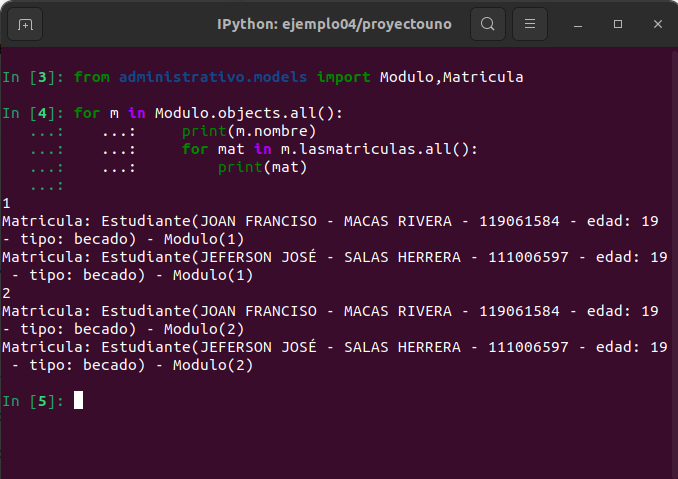 IPython: ejemplo04/proyectouno
In [3]: from administrativo.models import Modulo,Matricula
In [4]: for m in Modulo.objects.all():
   ...:    ...:     print(m.nombre)
   ...:    ...:     for mat in m.lasmatriculas.all():
   ...:    ...:         print(mat)
   ...:
1
Matricula: Estudiante(JOAN FRANCISO - MACAS RIVERA - 119061584 - edad: 19
- tipo: becado) - Modulo(1)
Matricula: Estudiante(JEFERSON JOSÉ - SALAS HERRERA - 111006597 - edad: 19
 - tipo: becado) - Modulo(1)
2
Matricula: Estudiante(JOAN FRANCISO - MACAS RIVERA - 119061584 - edad: 19
- tipo: becado) - Modulo(2)
Matricula: Estudiante(JEFERSON JOSÉ - SALAS HERRERA - 111006597 - edad: 19
 - tipo: becado) - Modulo(2)
In [5]: